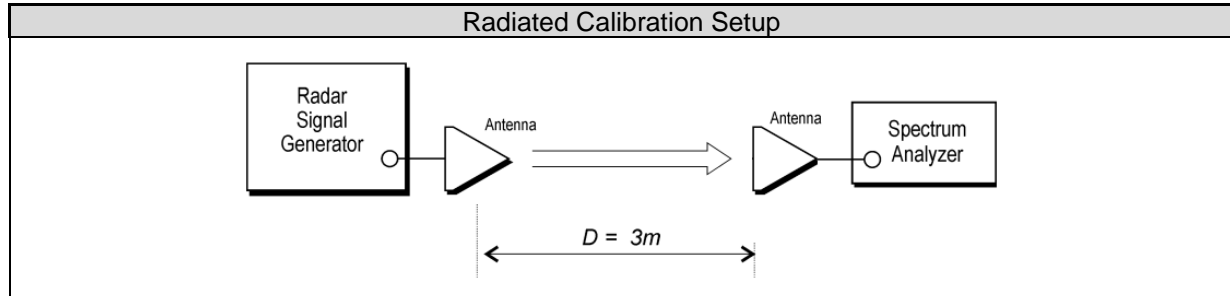 Radiated Calibration Setup
Radar
Signal
Generator
Antenna
Antenna
Spectrum
Analyzer
D = 3m